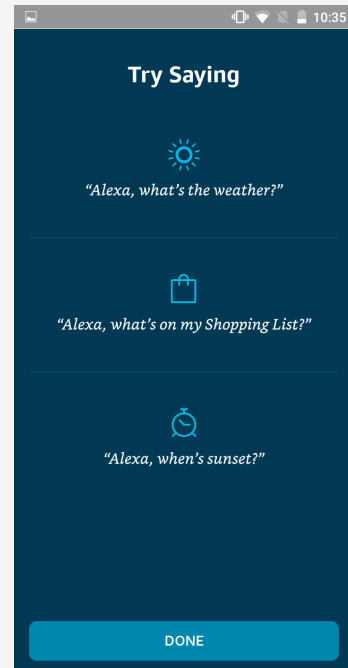 10:35
Try Saying
“Alexa, what’s the weather?”
“Alexa, what’s on my Shopping List?”
“Alexa, when’s sunset?”
DONE